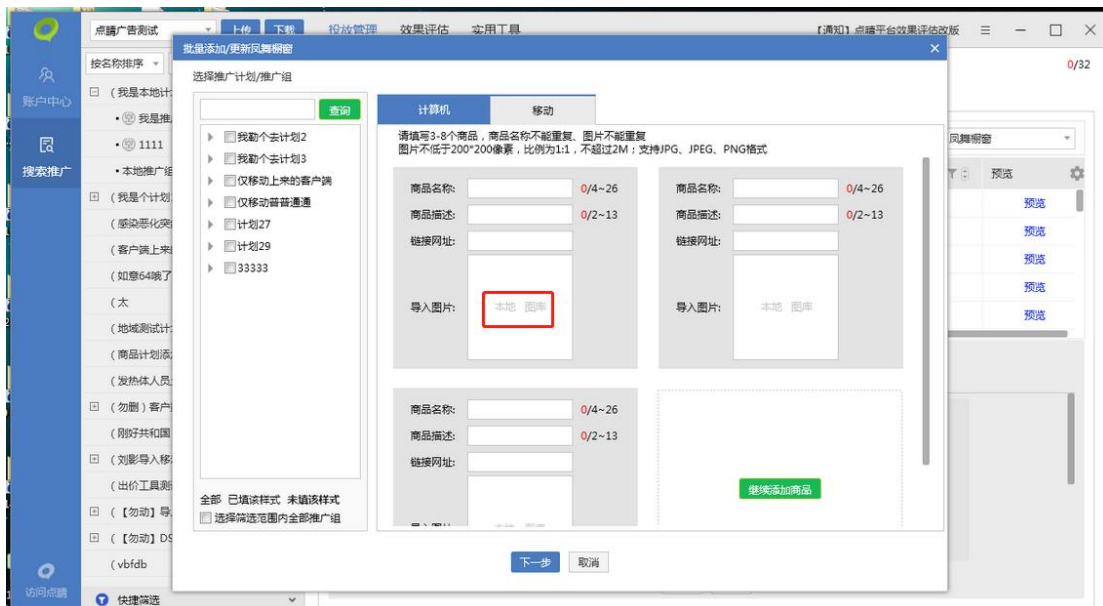 点睛广告测试 上传 下载 投放管理 效果评估 实用工具 【通知】点睛平台效果评估改版
批量添加/更新凤舞橱窗
账户中心
搜索推广
访问点睛
按名称排序
0/32
(我是本地计
我是推
1111
本地推广组
(我是个计划
(感染恶化突
(客户端上来
(如意64饿了
(太
(地域测试计
(商品计划添
(发热体人员
(勿删)客户
(刚好共和国
(刘影导入移
(出价工具测
(【勿动】导
(【勿动】DS
(vbfdb
快捷筛选
选择推广计划/推广组
查询
我勒个去计划2
我勒个去计划3
仅移动上来的客户端
仅移动普普通通
计划27
计划29
33333
全部 已填该样式 未填该样式
选择筛选范围内全部推广组
计算机 移动
请填写3-8个商品，商品名称不能重复、图片不能重复
图片不低于200*200像素，比例为1:1，不超过2M；支持JPG、JPEG、PNG格式
商品名称: 0/4~26
商品描述: 0/2~13
链接网址:
导入图片: 本地 图库
商品名称: 0/4~26
商品描述: 0/2~13
链接网址:
导入图片: 本地 图库
商品名称: 0/4~26
商品描述: 0/2~13
链接网址:
继续添加商品
下一步 取消
凤舞橱窗
预览
预览
预览
预览
预览
预览